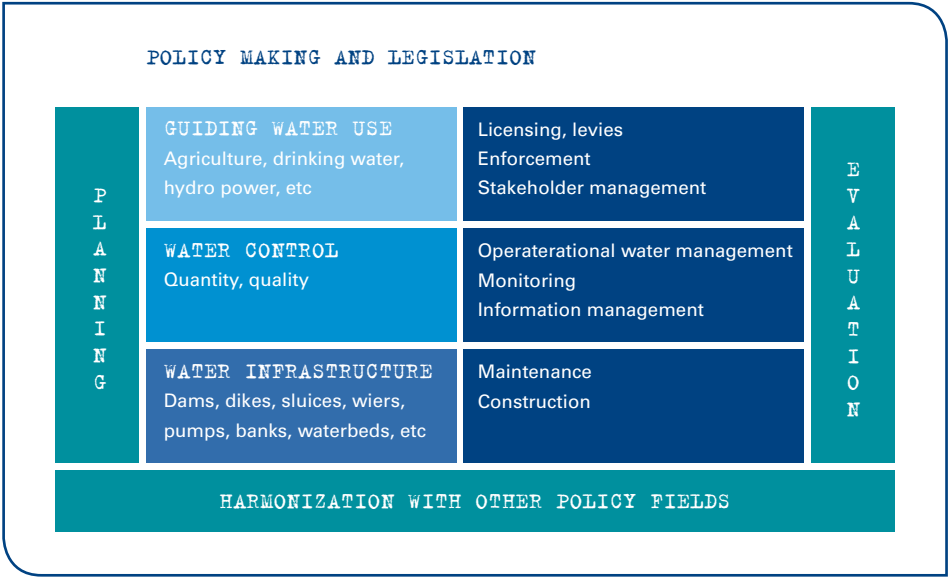 POLICY MAKING AND LEGISLATION
PLANNING
GUIDING WATER USE
Agriculture, drinking water,
hydro power, etc
Licensing, levies
Enforcement
Stakeholder management
WATER CONTROL
Quantity, quality
Operaterational water management
Monitoring
Information management
WATER INFRASTRUCTURE
Dams, dikes, sluices, wiers,
pumps, banks, waterbeds, etc
Maintenance
Construction
EVALUATION
HARMONIZATION WITH OTHER POLICY FIELDS